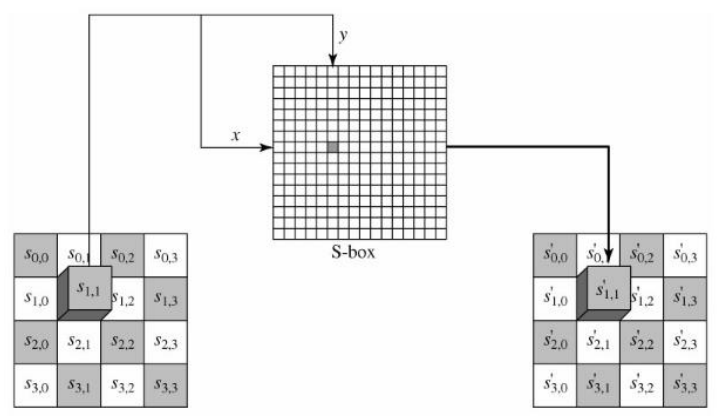 y
x
S-box
s0,0 s0,1 s0,2 s0,3
s1,0 s1,1 s1,2 s1,3
s2,0 s2,1 s2,2 s2,3
s3,0 s3,1 s3,2 s3,3
s'0,0 s'0, s'0,2 s'0,3
s'1,0 s'1,1 s'1,2 s'1,3
s'2,0 s'2,1 s'2,2 s'2,3
s'3,0 s'3,1 s'3,2 s'3,3